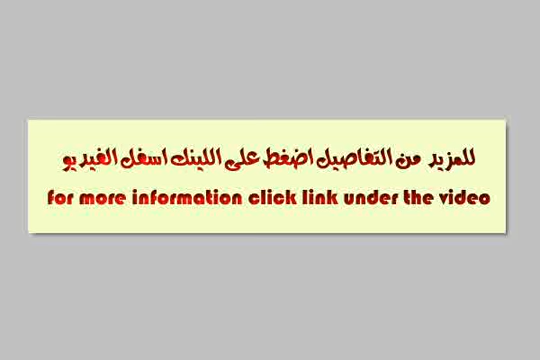 للمزيد من التفاصيل اضغط على اللينك اسفل الفيديو
for more information click link under the video